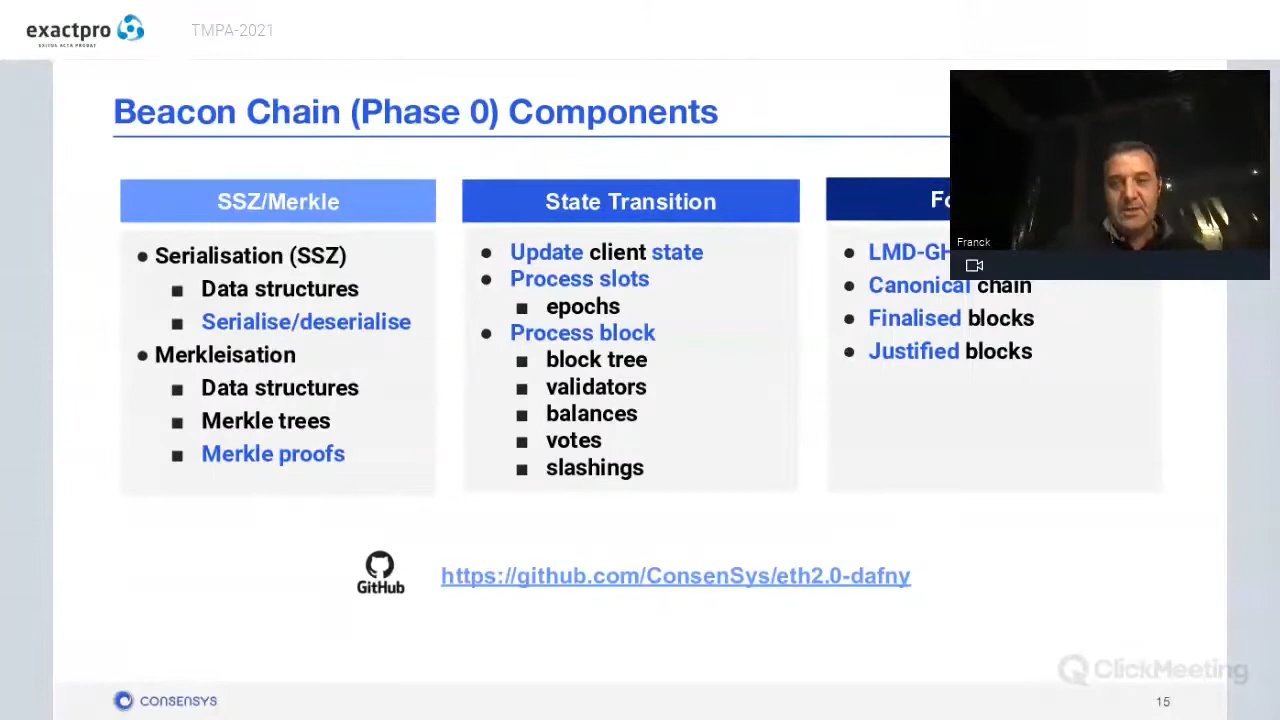 exactpro
EXITUS ACTA PROBAT
TMPA-2021
Beacon Chain (Phase 0) Components
SSZ/Merkle
● Serialisation (SSZ)
■ Data structures
■ Serialise/deserialise
● Merkleisation
■ Data structures
■ Merkle trees
■ Merkle proofs
State Transition
● Update client state
● Process slots
■ epochs
● Process block
■ block tree
■ validators
■ balances
■ votes
■ slashings
● Canonical chain
● Finalised blocks
● Justified blocks
Franck
GitHub
https://github.com/ConsenSys/eth2.0-dafny
ClickMeeting
CONSENSYS
15